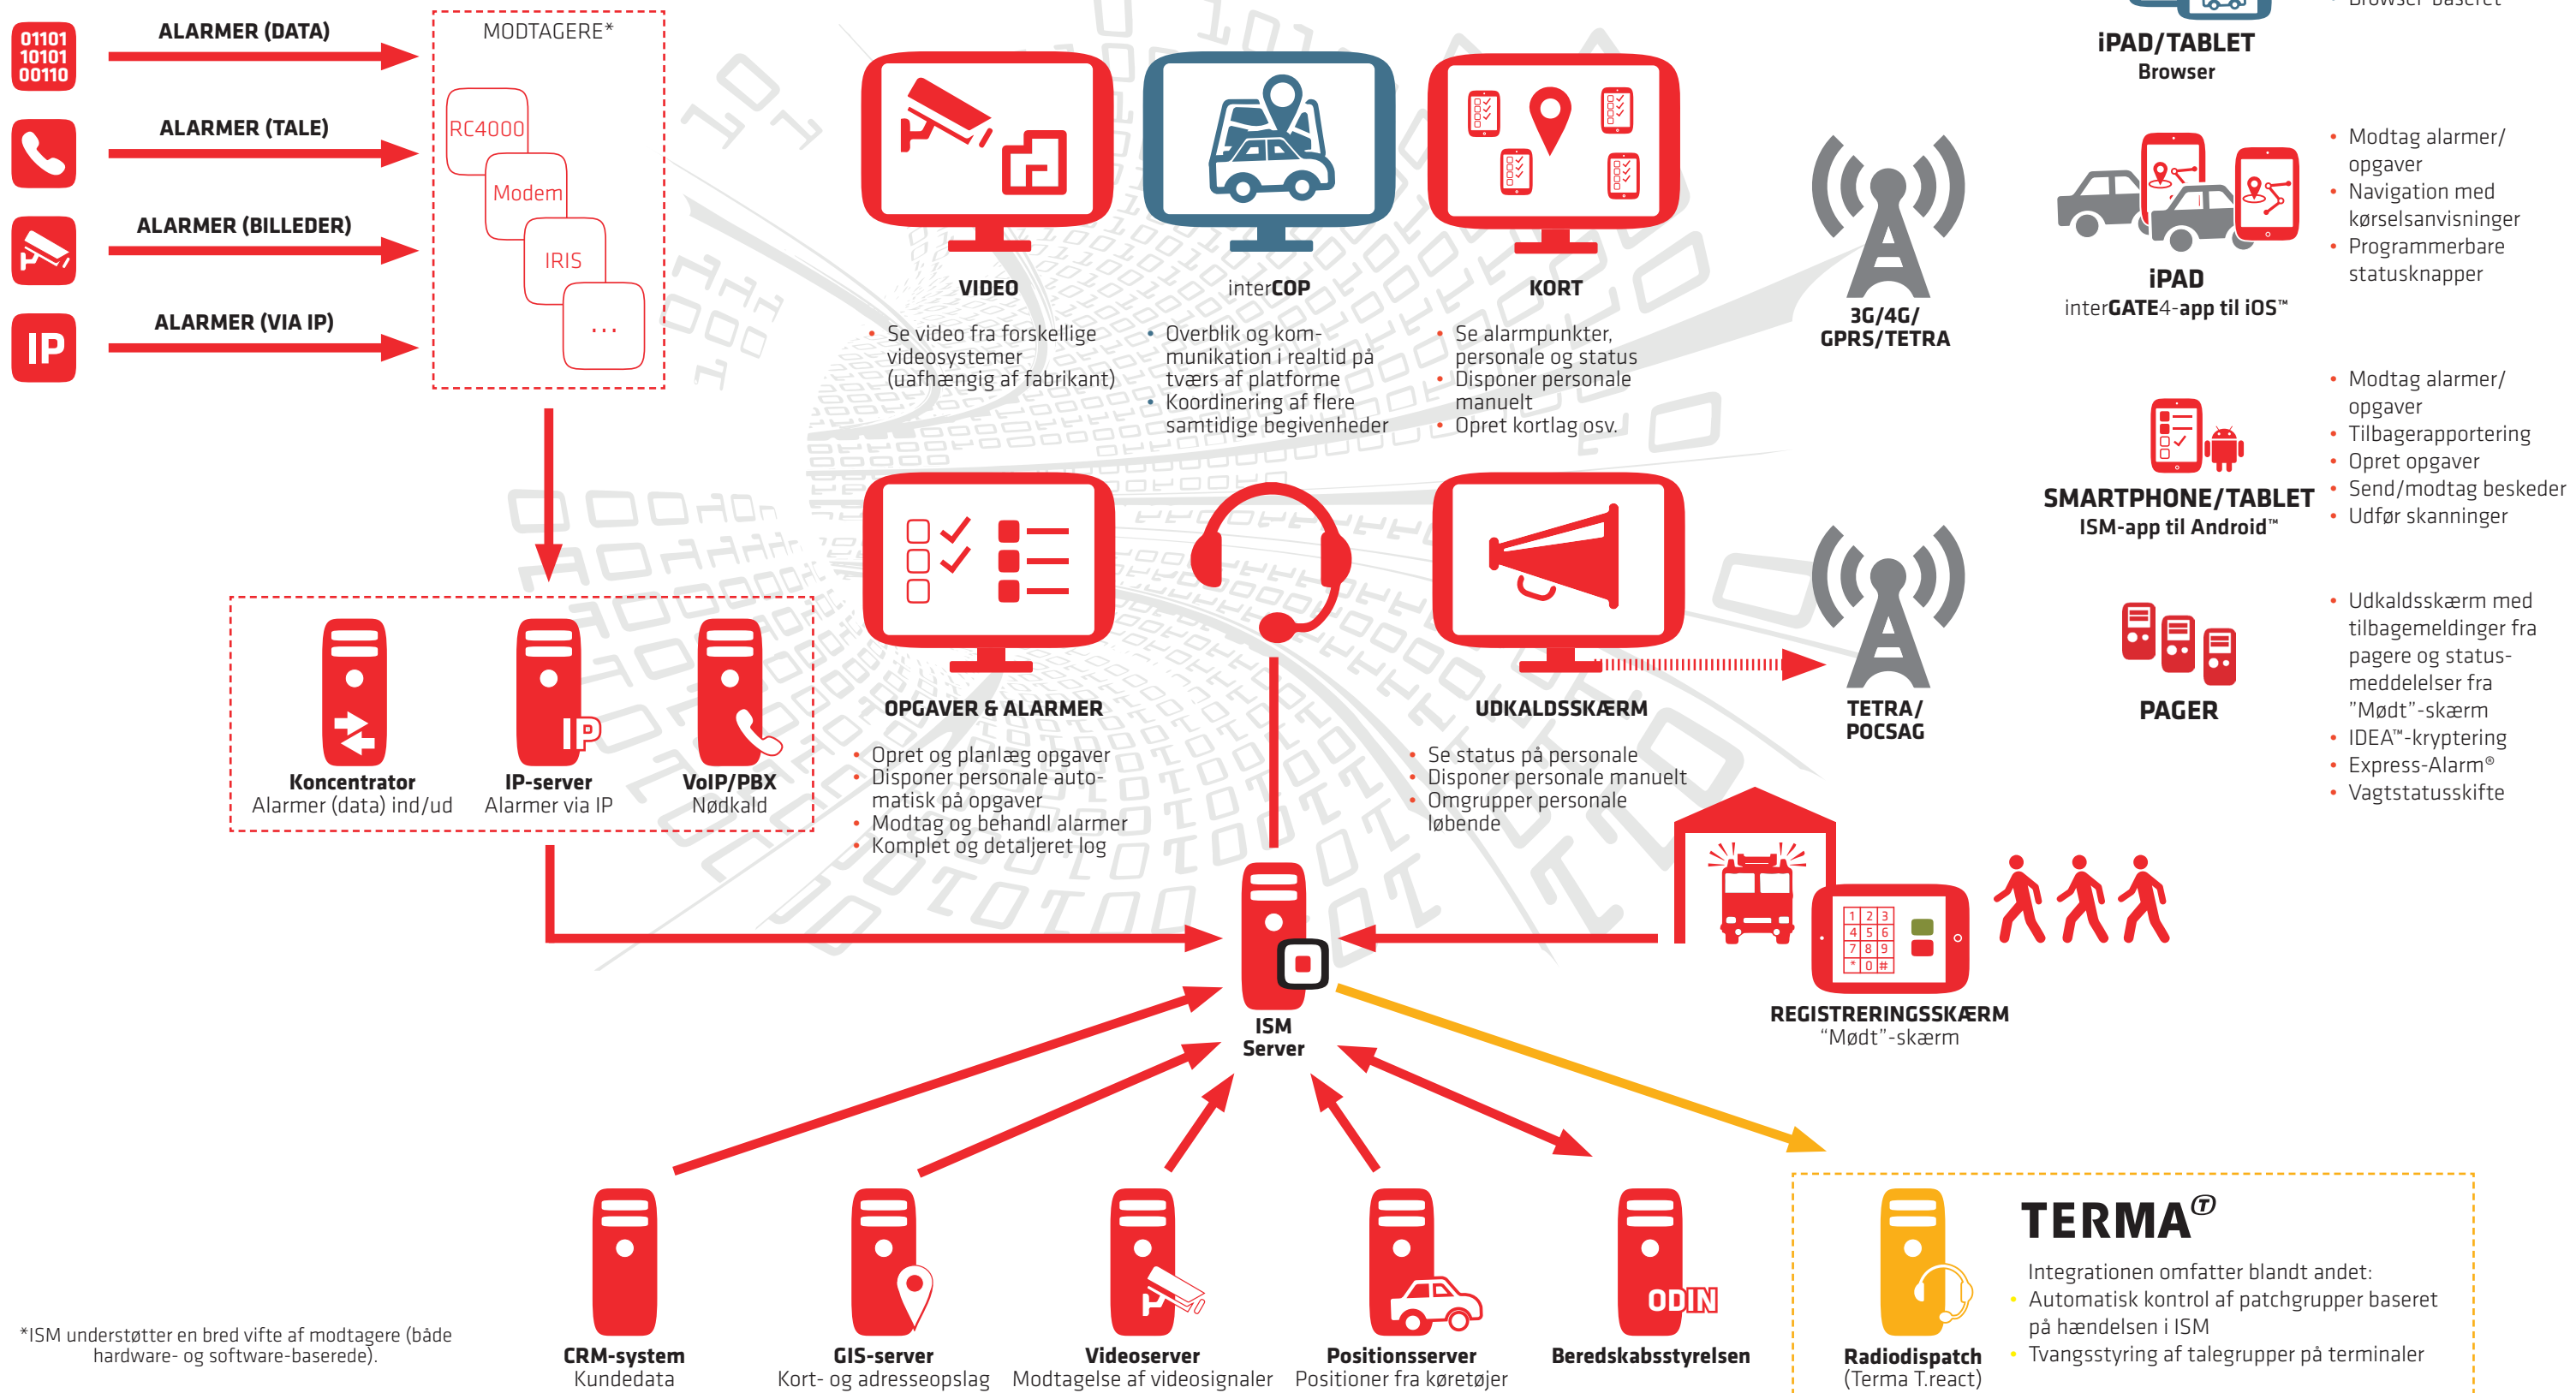 01101
10101
00110
ALARMER (DATA)
ALARMER (TALE)
ALARMER (BILLEDER)
IP
ALARMER (VIA IP)
MODTAGERE*
RC4000
Modem
IRIS
...
VIDEO
• Se video fra forskellige
videosystemer
(uafhængig af fabrikant)
interCOP
• Overblik og kom-
munikation i realtid på
tværs af platforme
• Koordinering af flere
samtidige begivenheder
KORT
• Se alarmpunkter,
personale og status
• Disponer personale
manuelt
• Opret kortlag osv.
3G/4G/
GPRS/TETRA
iPAD/TABLET
Browser
iPAD
interGATE4-app til iOS™
• Modtag alarmer/
opgaver
• Navigation med
kørselsanvisninger
• Programmerbare
statusknapper
SMARTPHONE/TABLET
ISM-app til Android™
• Modtag alarmer/
opgaver
• Tilbagerapportering
• Opret opgaver
• Send/modtag beskeder
• Udfør skanninger
PAGER
• Udkaldsskærm med
tilbagemeldinger fra
pagere og status-
meddelelser fra
”Mødt”-skærm
• IDEA™-kryptering
• Express-Alarm®
• Vagtstatusskifte
Koncentrator
Alarmer (data) ind/ud
IP
IP-server
Alarmer via IP
VoIP/PBX
Nødkald
OPGAVER & ALARMER
• Opret og planlæg opgaver
• Disponer personale auto-
matisk på opgaver
• Modtag og behandl alarmer
• Komplet og detaljeret log
UDKALDSSKÆRM
• Se status på personale
• Disponer personale manuelt
• Omgrupper personale
løbende
TETRA/
POCSAG
1 2 3
4 5 6
7 8 9
* 0 #
REGISTRERINGSSKÆRM
“Mødt”-skærm
ISM
Server
CRM-system
Kundedata
GIS-server
Kort- og adresseopslag
Videoserver
Modtagelse af videosignaler
Positionsserver
Positioner fra køretøjer
ODIN
Beredskabsstyrelsen
Radiodispatch
(Terma T.react)
TERMA
Integrationen omfatter blandt andet:
• Automatisk kontrol af patchgrupper baseret
på hændelsen i ISM
• Tvangsstyring af talegrupper på terminaler
*ISM understøtter en bred vifte af modtagere (både
hardware- og software-baserede).